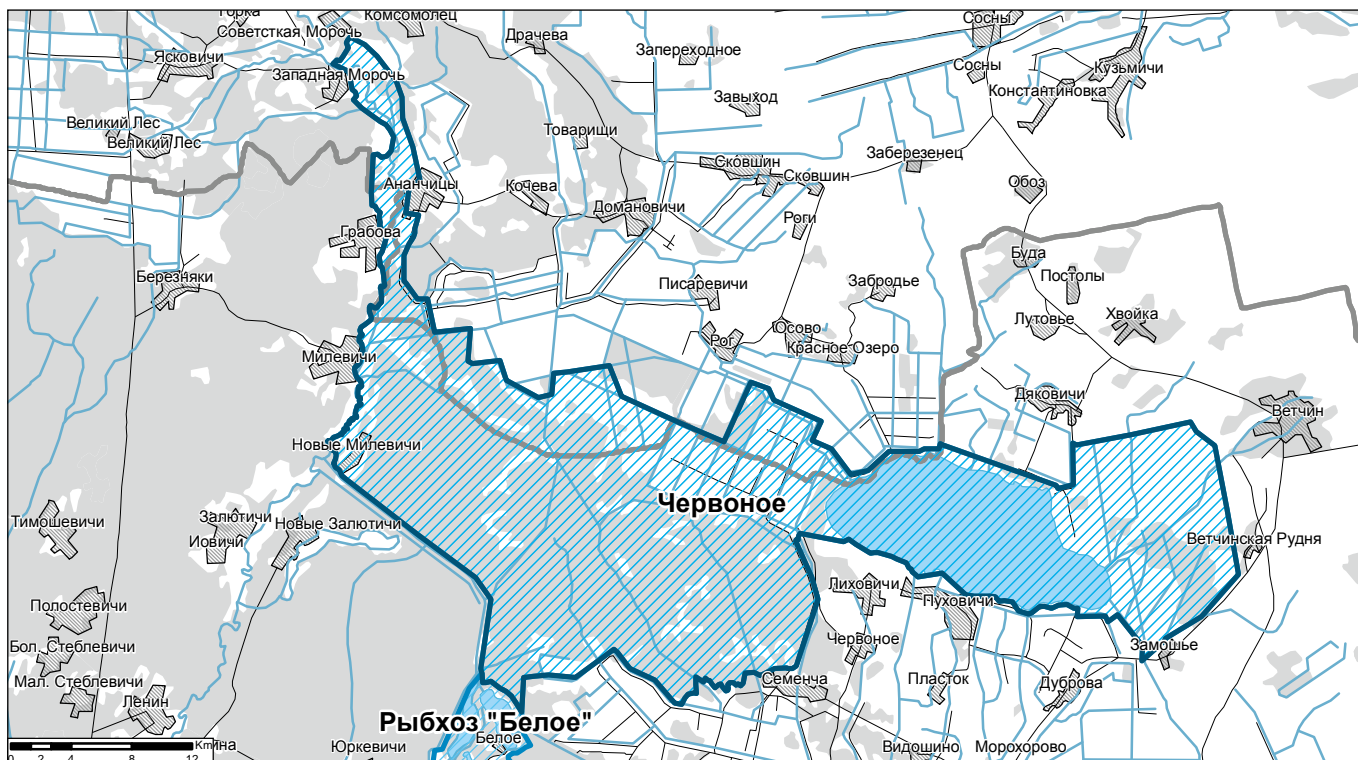 Горка
Комсомолец
Советсткая Морочь
Драчева
Сосны
Запереходное
Ясковичи
Западная Морочь
Сосны
Кузьмичи
Константиновка
Завыход
Великий Лес
Великий Лес
Товарищи
Заберезенец
Сковшин
Сковшин
Ананчицы
Кочева
Обоз
Домановичи
Роги
Грабова
Буда
Постолы
Березняки
Писаревичи
Забродье
Лутовье
Хвойка
Осово
Рог
Красное Озеро
Милевичи
Дяковичи
Ветчин
Новые Милевичи
Червоное
Тимошевичи
Залютичи
Новые Залютичи
Иовичи
Ветчинская Рудня
Лиховичи
Пуховичи
Полостевичи
Червоное
Замошье
Бол. Стеблевичи
Мал. Стеблевичи
Семенча
Пласток
Дуброва
Ленин
Рыбхоз "Белое"
Белое
Юркевичи
Видошино
Морохорово
Km
0 2 4 8 12